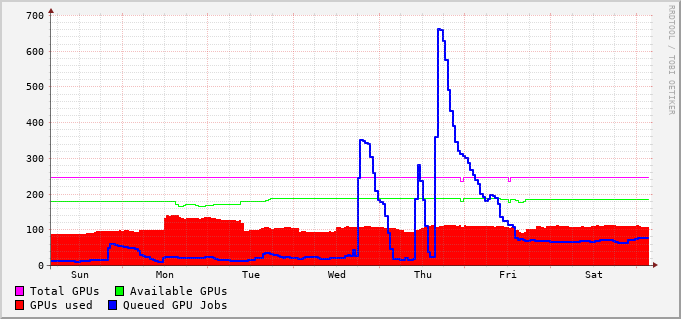 700
600
500
400
300
200
100
0
Sun Mon Tue Wed Thu Fri Sat
Total GPUs Available GPUs
GPUs used Queued GPU Jobs
RRDTOOL / TOBI OETIKER